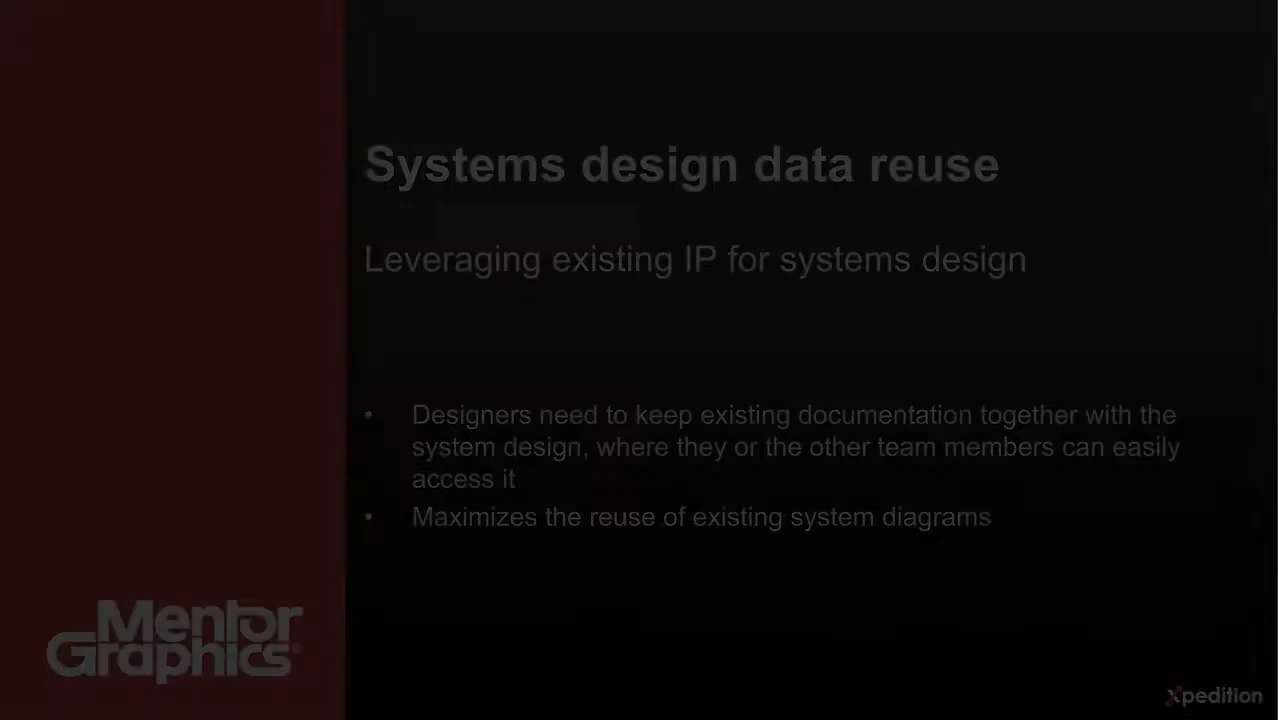 Systems design data reuse
Leveraging existing IP for systems design
• Designers need to keep existing documentation together with the
system design, where they or the other team members can easily
access it
• Maximizes the reuse of existing system diagrams
Mentor
Graphics®
Xpedition